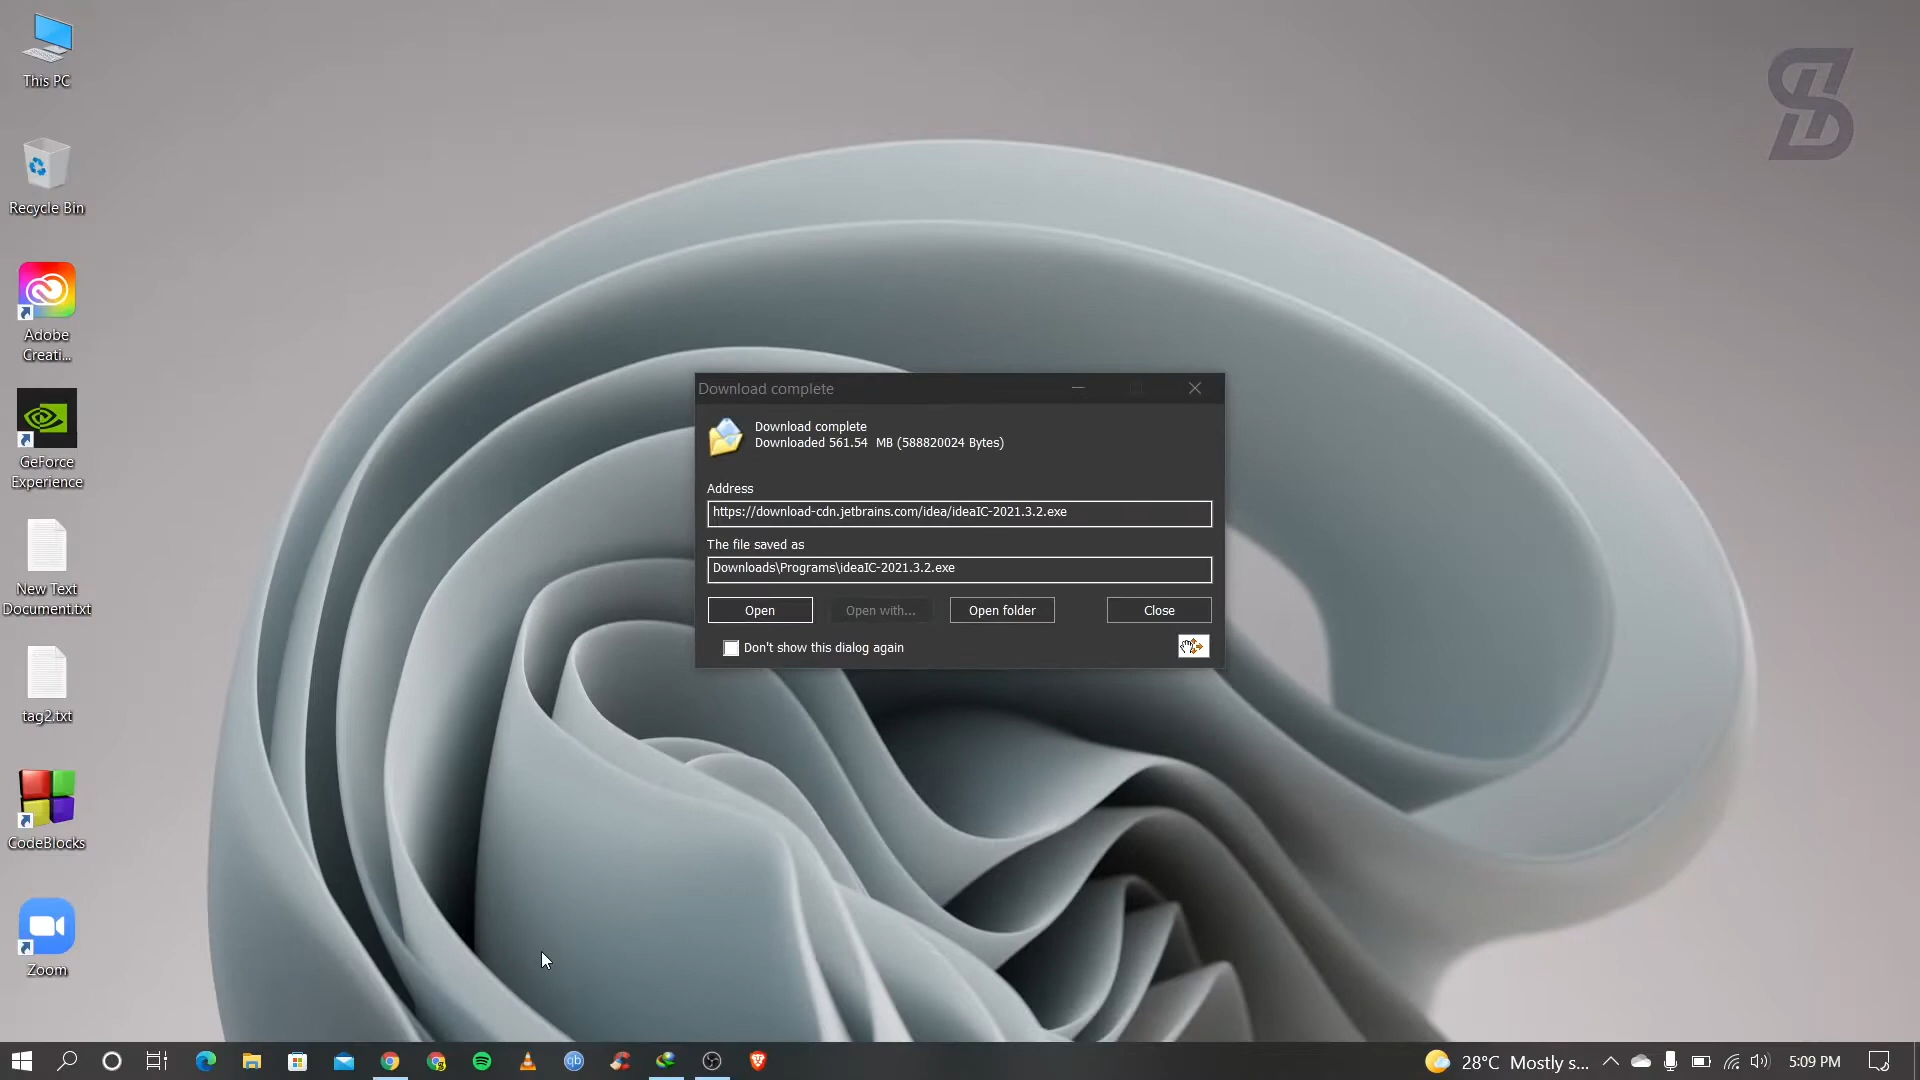 This PC
Recycle Bin
Adobe
Creati...
GeForce
Experience
New Text
Document.txt
tag2.txt
CodeBlocks
Zoom
Download complete
Download complete
Downloaded 561.54 MB (588820024 Bytes)
Address
https://download-cdn.jetbrains.com/idea/ideaIC-2021.3.2.exe
The file saved as
Downloads\Programs\ideaIC-2021.3.2.exe
Open
Open with...
Open folder
Close
Don't show this dialog again
qb
28°C Mostly s...
5:09 PM